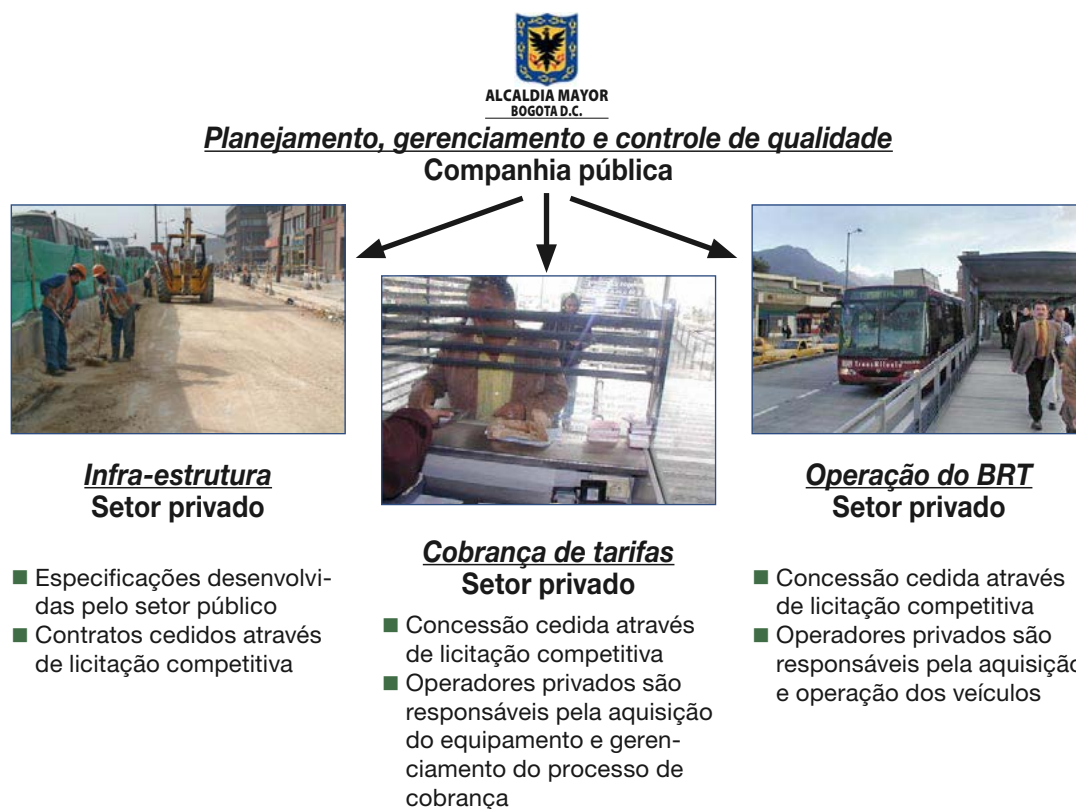 ALCALDIA MAYOR
BOGOTA D.C.
Planejamento, gerenciamento e controle de qualidade
Companhia pública
Infra-estrutura
Setor privado
■ Especificações desenvolvi-
das pelo setor público
■ Contratos cedidos através
de licitação competitiva
Cobrança de tarifas
Setor privado
■ Concessão cedida através
de licitação competitiva
■ Operadores privados são
responsáveis pela aquisição
do equipamento e geren-
ciamento do processo de
cobrança
TransMilenio
Operação do BRT
Setor privado
■ Concessão cedida através
de licitação competitiva
■ Operadores privados são
responsáveis pela aquisição
e operação dos veículos